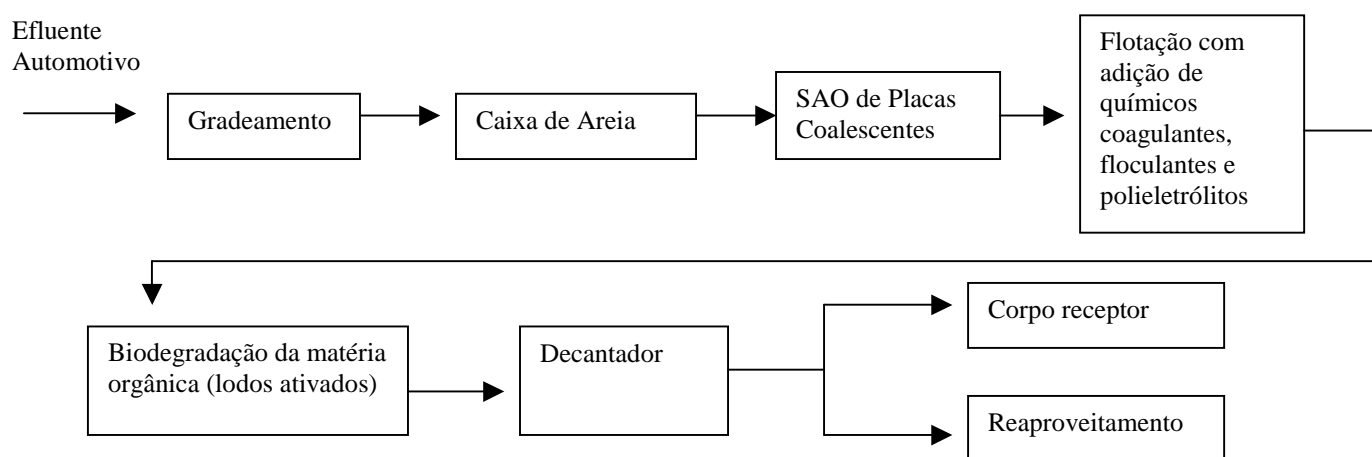 Efluente
Automotivo
Gradeamento
Caixa de Areia
SAO de Placas
Coalescentes
Flotação com
adição de
químicos
coagulantes,
floculantes e
polieletrólitos
Biodegradação da matéria
orgânica (lodos ativados)
Decantador
Corpo receptor
Reaproveitamento